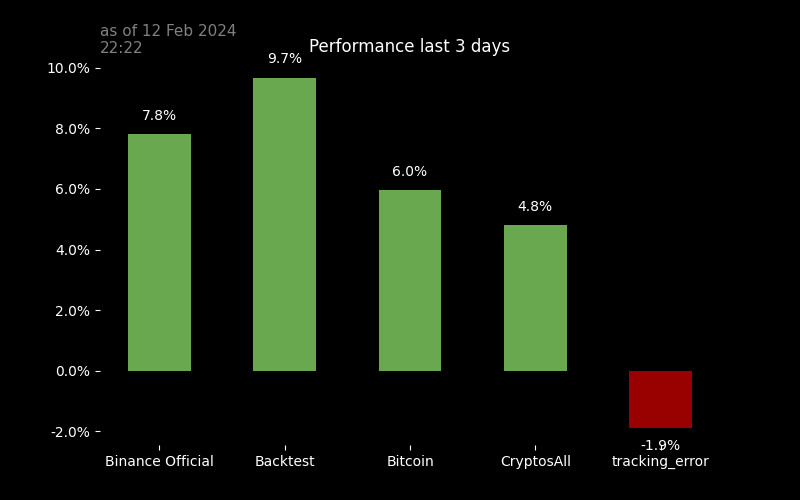 as of 12 Feb 2024
22:22
Performance last 3 days
10.0%
8.0%
6.0%
4.0%
2.0%
0.0%
-2.0%
7.8%
9.7%
6.0%
4.8%
-1.9%
Binance Official
Backtest
Bitcoin
CryptosAll
tracking_error